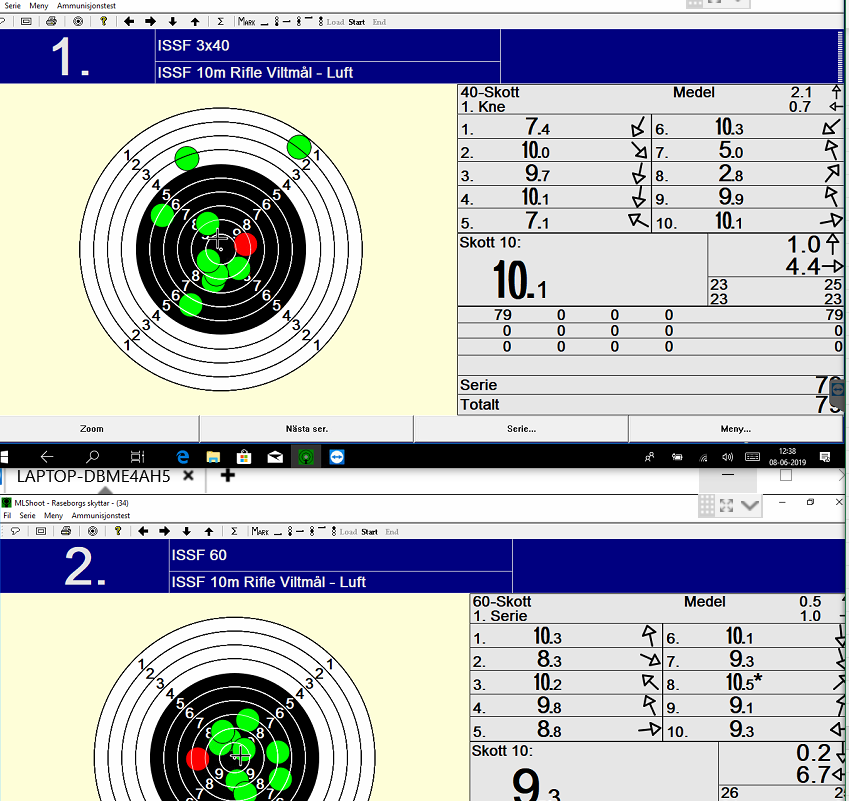 Serie Meny Ammunisjonstest
Σ MARK Load Start End
1.
ISSF 3x40
ISSF 10m Rifle Viltmål - Luft
40-Skott Medel 2.1
1. Kne 0.7
1. 7.4 6. 10.3
2. 10.0 7. 5.0
3. 9.7 8. 2.8
4. 10.1 9. 9.9
5. 7.1 10. 10.1
Skott 10: 1.0
10.1 4.4
23 25
23 23
79 0 0 0 79
0 0 0 0
0 0 0 0
Serie
Totalt
Zoom Nästa ser. Serie... Meny...
12:38
08-06-2019
LAPTOP-DBME4AH5
MLShoot - Raseborgs skyttar - (34)
Fil Serie Meny Ammunisjonstest
Σ MARK Load Start End
2.
ISSF 60
ISSF 10m Rifle Viltmål - Luft
60-Skott Medel 0.5
1. Serie 1.0
1. 10.3 6. 10.1
2. 8.3 7. 9.3
3. 10.2 8. 10.5*
4. 9.8 9. 9.1
5. 8.8 10. 9.3
Skott 10: 0.2
9.3 6.7
26